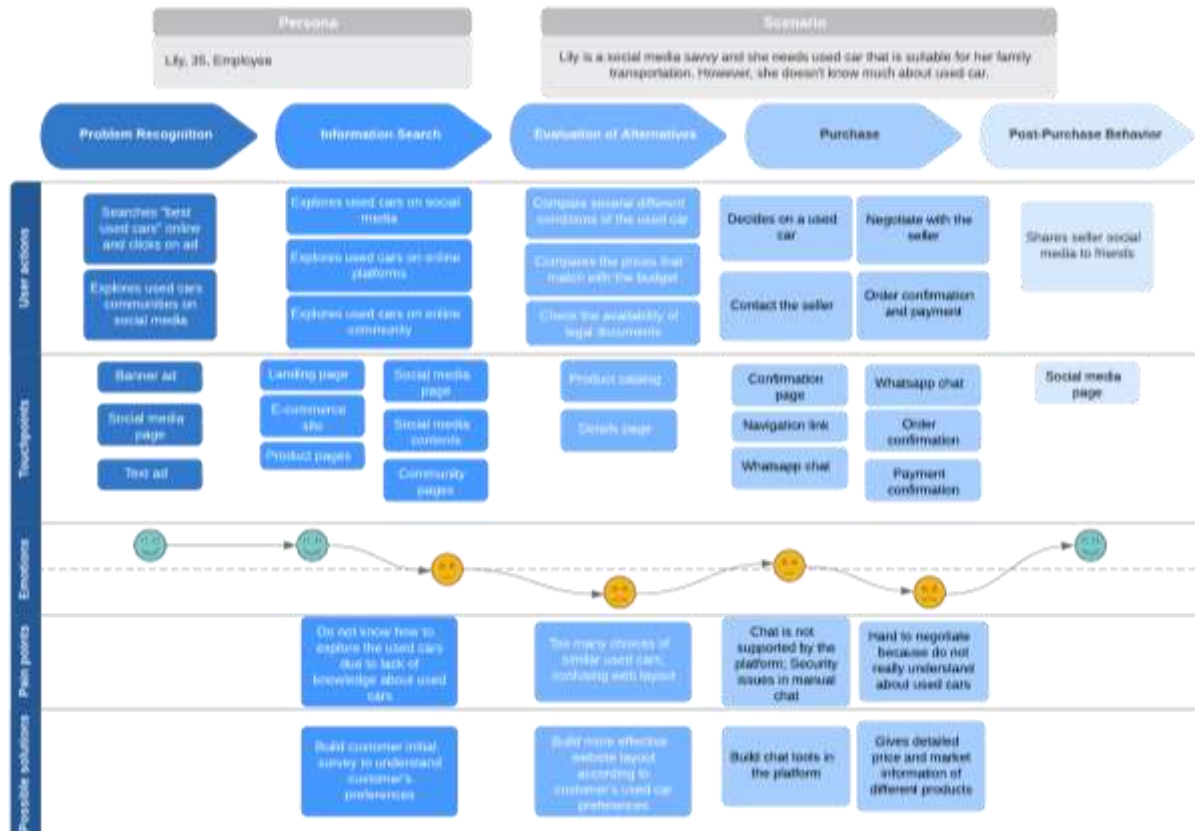 Persona
Scenario
Lily, 35, Employee
Lily is a social media savvy and she needs used car that is suitable for her family
transportation. However, she doesn't know much about used car.
Problem Recognition
Information Search
Evaluation of Alternatives
Purchase
Post-Purchase Behavior
User actions
Searches "best
used cars" online
and clicks on ad
Explores used cars
communities on
social media
Explores used cars on social
media
Explores used cars on online
platforms
Explores used cars on online
community
Compare several different
conditions of the used car
Compares the prices that
match with the budget
Check the availability of
legal documents
Decides on a used
car
Negotiate with the
seller
Contact the seller
Order confirmation
and payment
Shares seller social
media to friends
Touchpoints
Banner ad
Social media
page
Text ad
Landing page
E-commerce
site
Product pages
Social media
page
Social media
contents
Community
pages
Product catalog
Details page
Confirmation
page
Navigation link
Whatsapp chat
Whatsapp chat
Order
confirmation
Payment
confirmation
Social media
page
Emotions
Pain points
Do not know how to
explore the used cars
due to lack of
knowledge about used
cars
Too many choices of
similar used cars,
confusing web layout
Chat is not
supported by the
platform; Security
issues in manual
chat
Hard to negotiate
because do not
really understand
about used cars
Possible solutions
Build customer initial
survey to understand
customer's
preferences
Build more effective
website layout
according to
customer's used car
preferences
Build chat tools in
the platform
Gives detailed
price and market
information of
different products